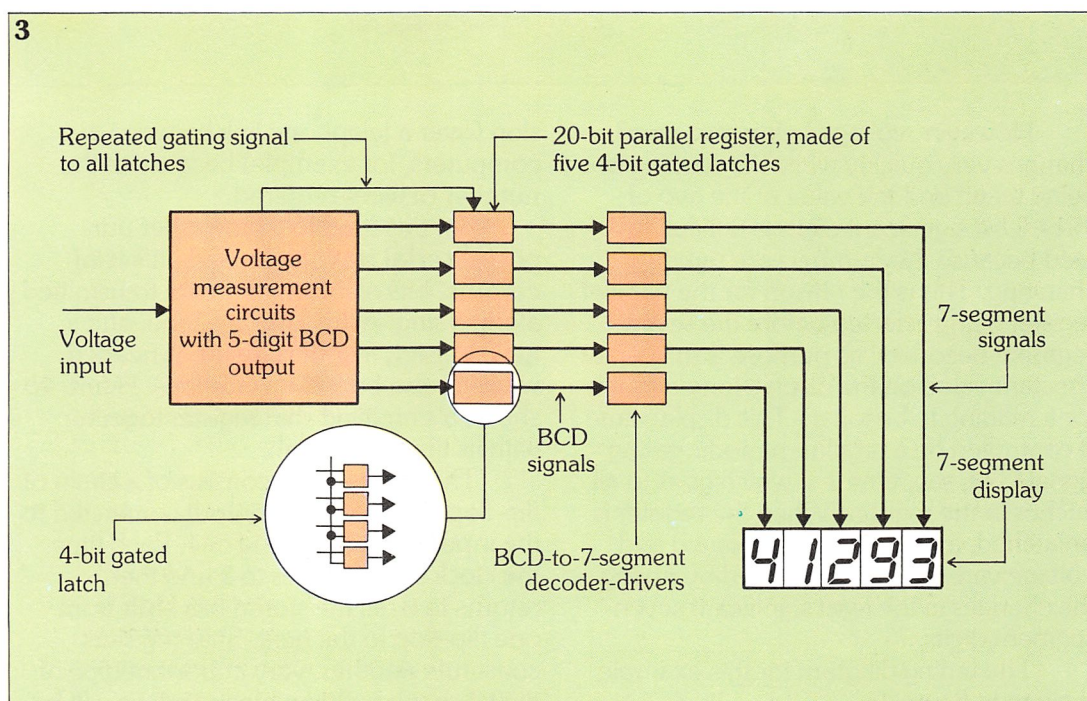 3
Repeated gating signal
to all latches
20-bit parallel register, made of
five 4-bit gated latches
Voltage
measurement
circuits
with 5-digit BCD
output
Voltage
input
7-segment
signals
BCD
signals
7-segment
display
4-bit gated
latch
BCD-to-7-segment
decoder-drivers
41293